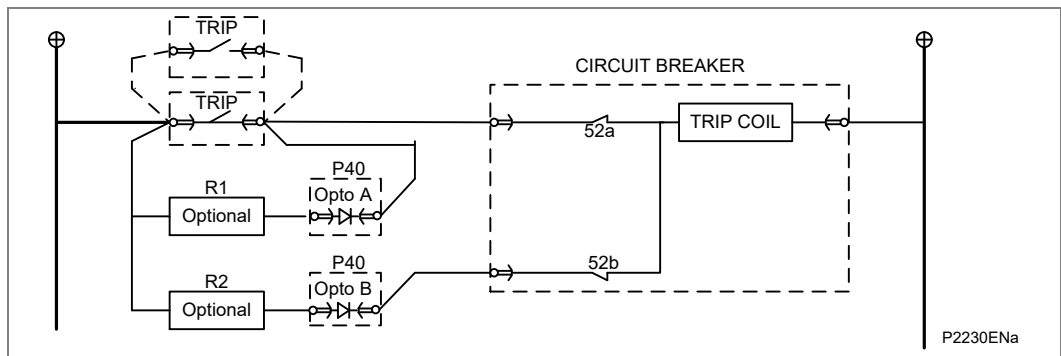 TRIP
CIRCUIT BREAKER
TRIP
52a
TRIP COIL
P40
R1
Opto A
Optional
P40
52b
R2
Opto B
Optional
P2230ENa